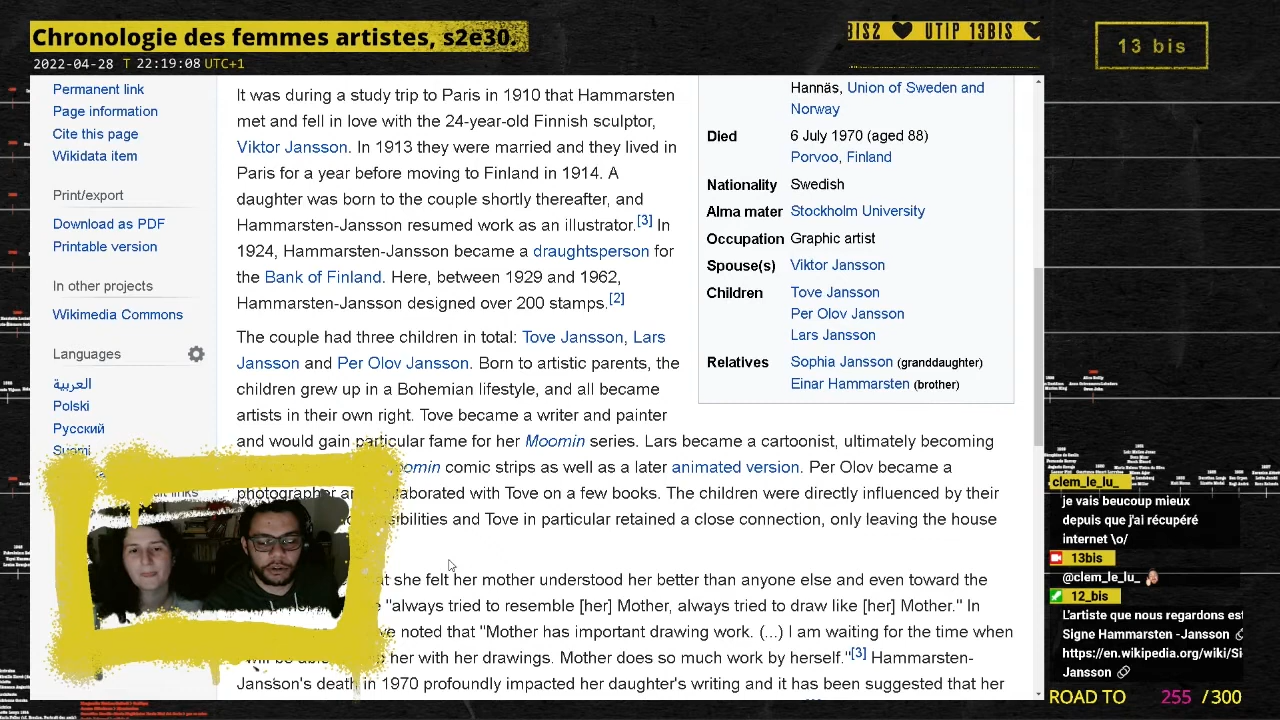 Chronologie des femmes artistes, s2e30.
BIS2 ♥ UTIP 13BIS
13 bis
2022-04-28 T 22:19:08 UTC+1
Permanent link
Page information
Cite this page
Wikidata item
Print/export
Download as PDF
Printable version
In other projects
Wikimedia Commons
Languages
العربية
Polski
Русский
Suomi
It was during a study trip to Paris in 1910 that Hammarsten
met and fell in love with the 24-year-old Finnish sculptor,
Viktor Jansson. In 1913 they were married and they lived in
Paris for a year before moving to Finland in 1914. A
daughter was born to the couple shortly thereafter, and
Hammarsten-Jansson resumed work as an illustrator.[3] In
1924, Hammarsten-Jansson became a draughtsperson for
the Bank of Finland. Here, between 1929 and 1962,
Hammarsten-Jansson designed over 200 stamps.[2]
The couple had three children in total: Tove Jansson, Lars
Jansson and Per Olov Jansson. Born to artistic parents, the
children grew up in a Bohemian lifestyle, and all became
artists in their own right. Tove became a writer and painter
and would gain particular fame for her Moomin series. Lars became a cartoonist, ultimately becoming
comic strips as well as a later animated version. Per Olov became a
photographer and collaborated with Tove on a few books. The children were directly influenced by their
and Tove in particular retained a close connection, only leaving the house
she felt her mother understood her better than anyone else and even toward the
"always tried to resemble [her] Mother, always tried to draw like [her] Mother." In
noted that "Mother has important drawing work. (...) I am waiting for the time when
her with her drawings. Mother does so much work by herself."[3] Hammarsten-
Jansson's death in 1970 profoundly impacted her daughter's writing and it has been suggested that her
Hannäs, Union of Sweden and
Norway
Died 6 July 1970 (aged 88)
Porvoo, Finland
Nationality Swedish
Alma mater Stockholm University
Occupation Graphic artist
Spouse(s) Viktor Jansson
Children Tove Jansson
Per Olov Jansson
Lars Jansson
Relatives Sophia Jansson (granddaughter)
Einar Hammarsten (brother)
clem_le_lu_
je vais beucoup mieux
depuis que j'ai récupéré
internet \o/
13bis
@clem_le_lu_
12_bis
L'artiste que nous regardons est
Signe Hammarsten -Jansson
https://en.wikipedia.org/wiki/Si
Jansson
ROAD TO 255 /300